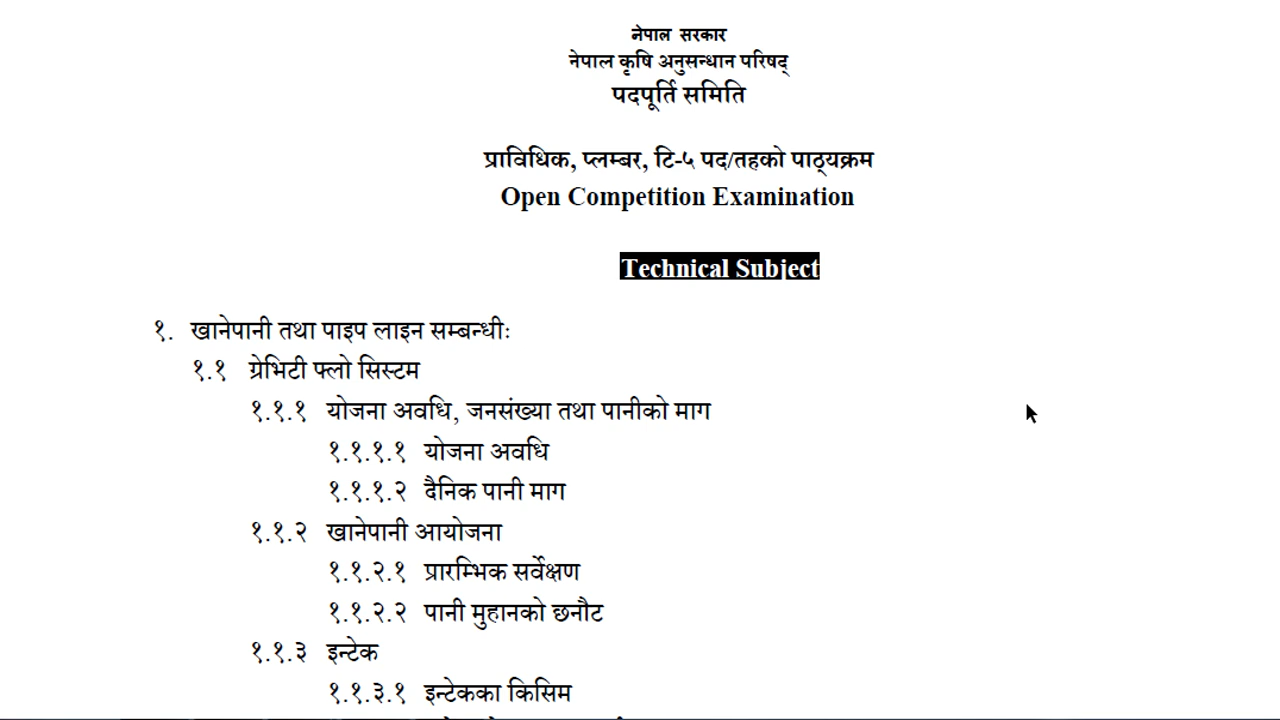 नेपाल सरकार
नेपाल कृषि अनुसन्धान परिषद्
पदपूर्ति समिति
प्राविधिक, प्लम्बर, टि-५ पद/तहको पाठ्यक्रम
Open Competition Examination
Technical Subject
१. खानेपानी तथा पाइप लाइन सम्बन्धीः
१.१ ग्रेभिटी फ्लो सिस्टम
१.१.१ योजना अवधि, जनसंख्या तथा पानीको माग
१.१.१.१ योजना अवधि
१.१.१.२ दैनिक पानी माग
१.१.२ खानेपानी आयोजना
१.१.२.१ प्रारम्भिक सर्वेक्षण
१.१.२.२ पानी मुहानको छनौट
१.१.३ इन्टेक
१.१.३.१ इन्टेकका किसिम